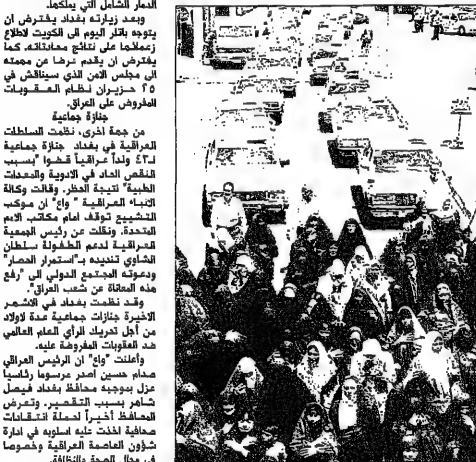 الدمار الشامل التي يملكها.
وبعد زيارته بغداد يفترض ان
يتوجه باتلر اليوم الى الكويت لاطلاع
زعمائها على نتائج محادثاته. كما
يفترض ان يقدم عرضا عن مهمته
الى مجلس الامن الذي سيناقش في
٢٥ حزيران نظام العقوبات
المفروض على العراق.
جنازة جماعية
من جهة اخرى، نظمت السلطات
العراقية في بغداد جنازة جماعية
لـ٤٣ ولداً عراقياً قضوا "بسبب
النقص الحاد في الادوية والمعدات
الطبية" نتيجة الحظر. وقالت وكالة
الانباء العراقية "واع" ان موكب
التشييع توقف امام مكاتب الامم
المتحدة. ونقلت عن رئيس الجمعية
العراقية لدعم الطفولة سلطان
الشاوي تنديده بـ"استمرار الحصار"
ودعوته المجتمع الدولي الى "رفع
هذه المعاناة عن شعب العراق".
وقد نظمت بغداد في الاشهر
الاخيرة جنازات جماعية عدة لاولاد
من أجل تحريك الرأي العام العالمي
ضد العقوبات المفروضة عليه.
وأعلنت "واع" ان الرئيس العراقي
صدام حسين اصدر مرسوما رئاسيا
عزل بموجبه محافظ بغداد فيصل
شاهر بسبب التقصير. وتعرض
المحافظ أخيراً لحملة انتقادات
صحافية اخذت عليه اسلوبه في ادارة
شؤون العاصمة العراقية وخصوصا
في مجال الصحة والنظافة.